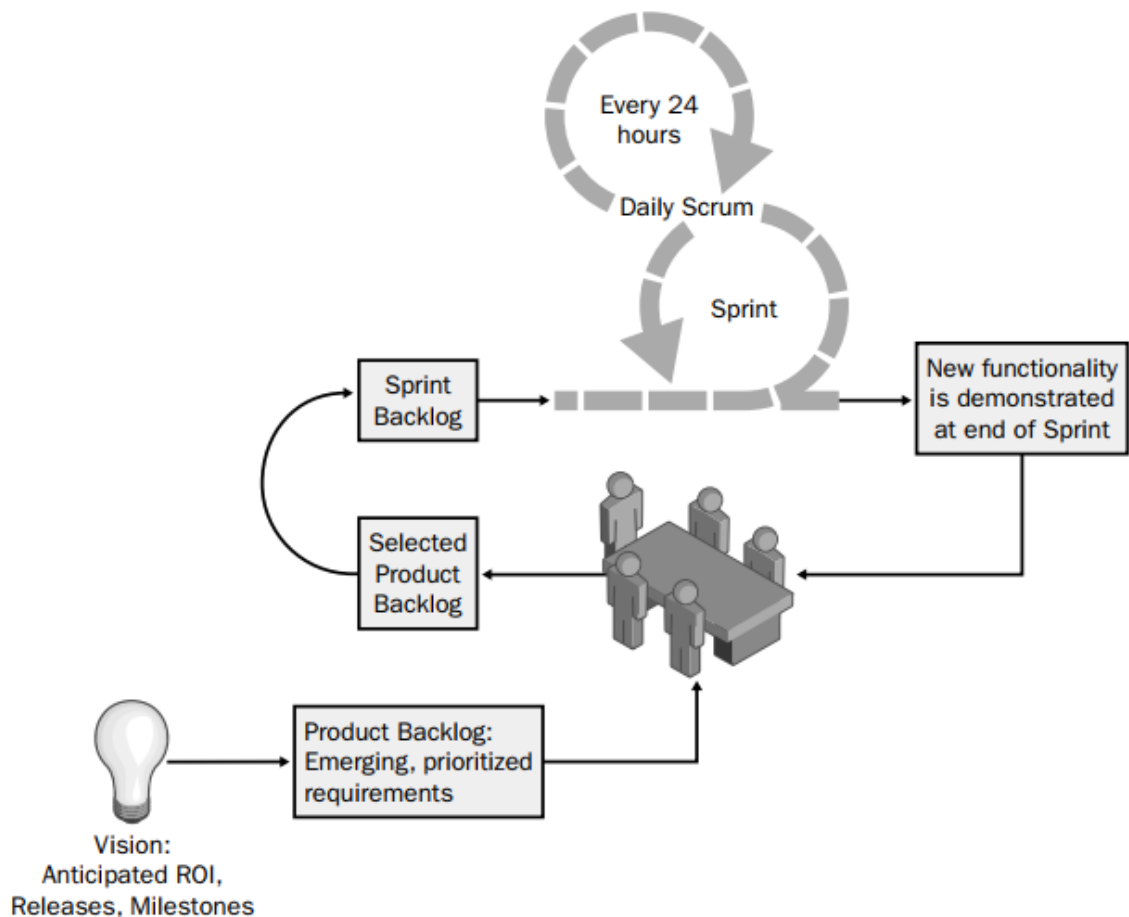 Every 24
hours
Daily Scrum
Sprint
Sprint
Backlog
New functionality
is demonstrated
at end of Sprint
Selected
Product
Backlog
Product Backlog:
Emerging, prioritized
requirements
Vision:
Anticipated ROI,
Releases, Milestones